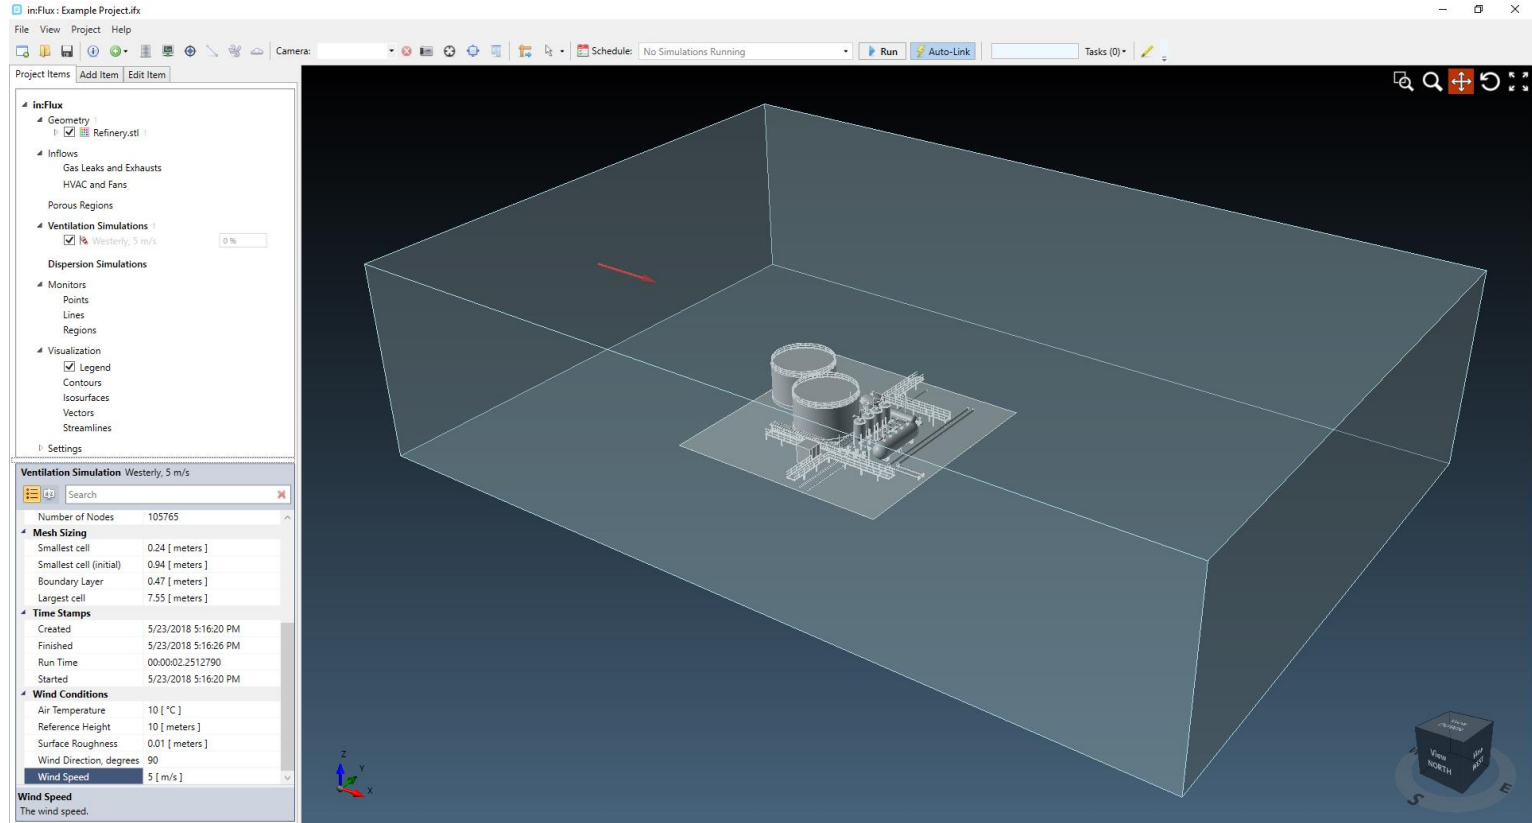 in:Flux : Example Project.ifx
File View Project Help
Camera: Schedule: No Simulations Running Run Auto-Link Tasks (0)
Project Items Add Item Edit Item
in:Flux
Geometry 1
Refinery.stl 1
Inflows
Gas Leaks and Exhausts
HVAC and Fans
Porous Regions
Ventilation Simulations 1
Westerly, 5 m/s 0 %
Dispersion Simulations
Monitors
Points
Lines
Regions
Visualization
Legend
Contours
Isosurfaces
Vectors
Streamlines
Settings
Ventilation Simulation Westerly, 5 m/s
Search
Number of Nodes 105765
Mesh Sizing
Smallest cell 0.24 [ meters ]
Smallest cell (initial) 0.94 [ meters ]
Boundary Layer 0.47 [ meters ]
Largest cell 7.55 [ meters ]
Time Stamps
Created 5/23/2018 5:16:20 PM
Finished 5/23/2018 5:16:26 PM
Run Time 00:00:02.2512790
Started 5/23/2018 5:16:20 PM
Wind Conditions
Air Temperature 10 [ °C ]
Reference Height 10 [ meters ]
Surface Roughness 0.01 [ meters ]
Wind Direction, degrees 90
Wind Speed 5 [ m/s ]
Wind Speed
The wind speed.
Z
Y
X
View
DOWN
View
NORTH
View
WEST
S
E